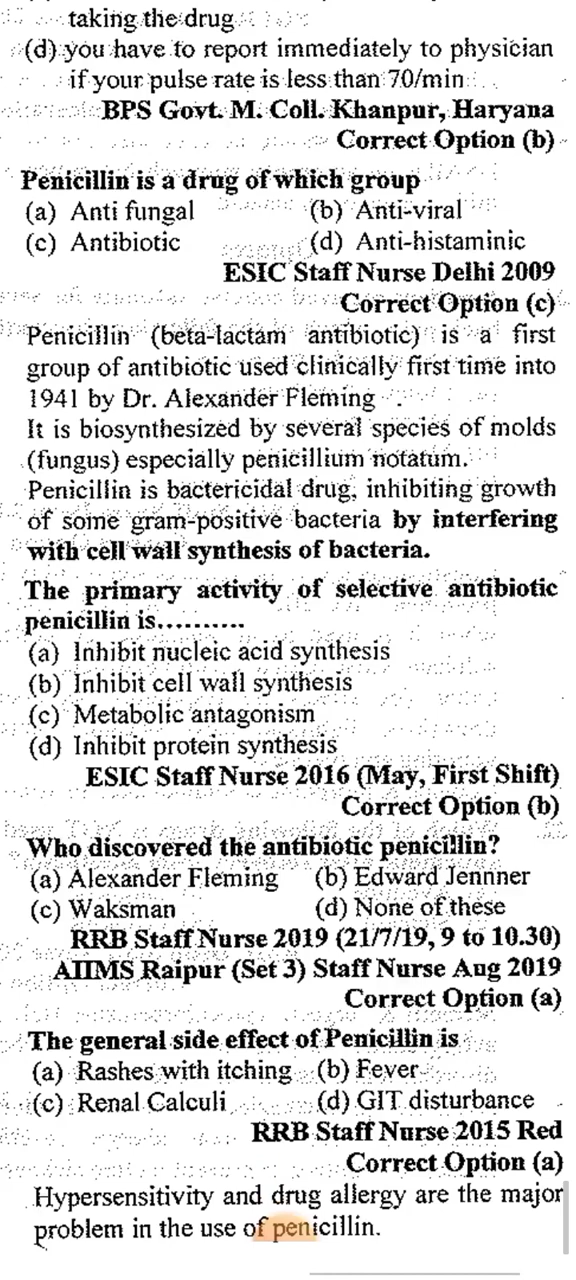 taking the drug
(d) you have to report immediately to physician
if your pulse rate is less than 70/min
BPS Govt. M. Coll. Khanpur, Haryana
Correct Option (b)
Penicillin is a drug of which group
(a) Anti fungal (b) Anti-viral
(c) Antibiotic (d) Anti-histaminic
ESIC Staff Nurse Delhi 2009
Correct Option (c)
Penicillin (beta-lactam antibiotic) is a first
group of antibiotic used clinically first time into
1941 by Dr. Alexander Fleming .
It is biosynthesized by several species of molds
(fungus) especially penicillium notatum.
Penicillin is bactericidal drug, inhibiting growth
of some gram-positive bacteria by interfering
with cell wall synthesis of bacteria.
The primary activity of selective antibiotic
penicillin is..........
(a) Inhibit nucleic acid synthesis
(b) Inhibit cell wall synthesis
(c) Metabolic antagonism
(d) Inhibit protein synthesis
ESIC Staff Nurse 2016 (May, First Shift)
Correct Option (b)
Who discovered the antibiotic penicillin?
(a) Alexander Fleming (b) Edward Jennner
(c) Waksman (d) None of these
RRB Staff Nurse 2019 (21/7/19, 9 to 10.30)
AIIMS Raipur (Set 3) Staff Nurse Aug 2019
Correct Option (a)
The general side effect of Penicillin is
(a) Rashes with itching (b) Fever
(c) Renal Calculi (d) GIT disturbance
RRB Staff Nurse 2015 Red
Correct Option (a)
Hypersensitivity and drug allergy are the major
problem in the use of penicillin.